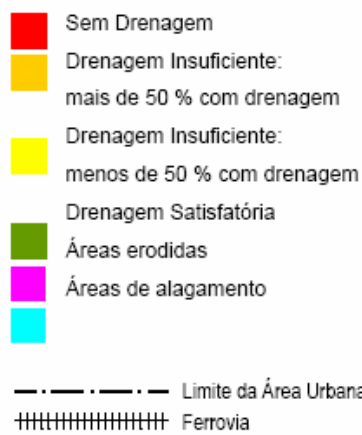 Sem Drenagem
Drenagem Insuficiente:
mais de 50 % com drenagem
Drenagem Insuficiente:
menos de 50 % com drenagem
Drenagem Satisfatória
Áreas erodidas
Áreas de alagamento
Limite da Área Urbana
Ferrovia